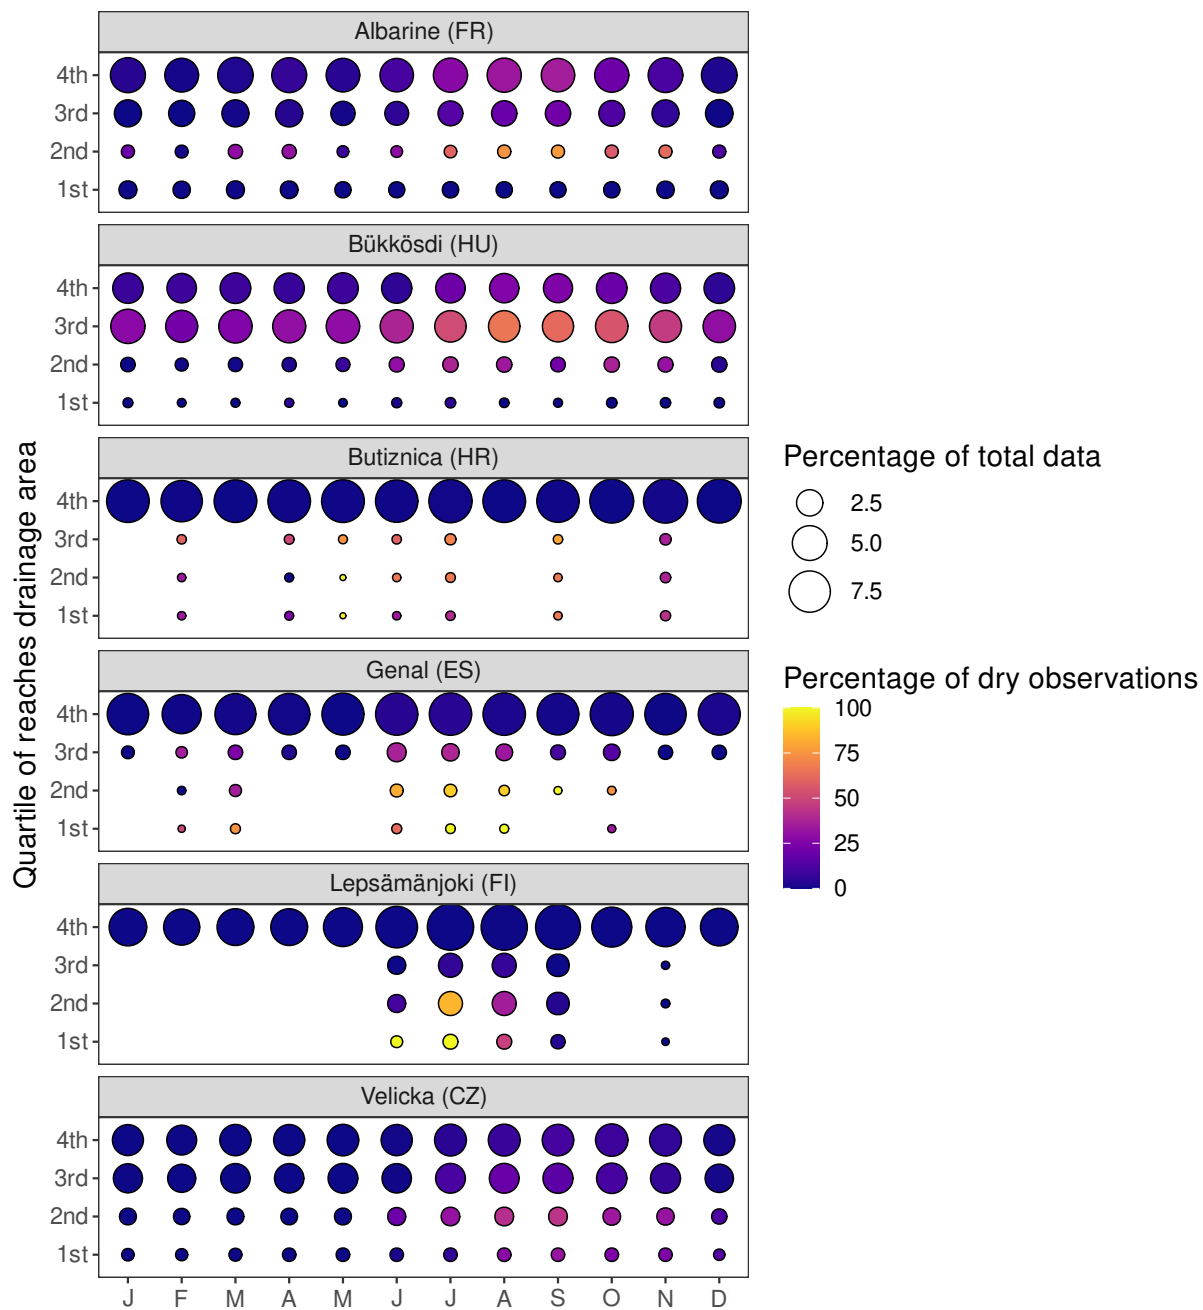 Albarine (FR)
4th
3rd
2nd
1st
Bükkösdi (HU)
4th
3rd
2nd
1st
Butiznica (HR)
4th
3rd
2nd
1st
Genal (ES)
4th
3rd
2nd
1st
Lepsämänjoki (FI)
4th
3rd
2nd
1st
Velicka (CZ)
4th
3rd
2nd
1st
J F M A M J J A S O N D
Quartile of reaches drainage area
Percentage of total data
2.5
5.0
7.5
Percentage of dry observations
100
75
50
25
0